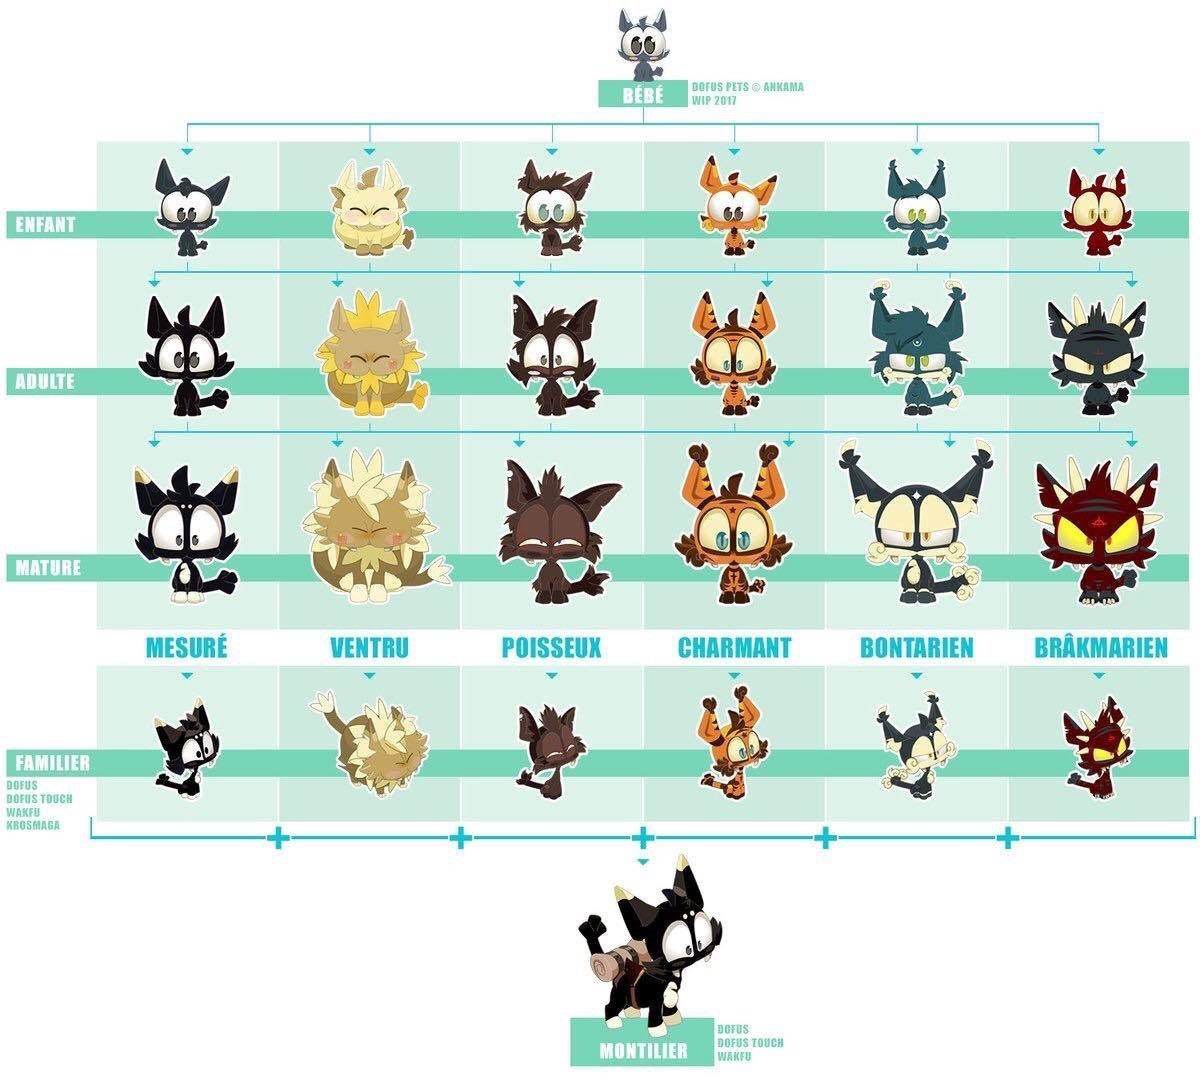 BÉBÉ
DOFUS PETS © ANKAMA
WIP 2017
ENFANT
ADULTE
MATURE
MESURÉ
VENTRU
POISSEUX
CHARMANT
BONTARIEN
BRÂKMARIEN
FAMILIER
DOFUS
DOFUS TOUCH
WAKFU
KROSMAGA
MONTILIER
DOFUS
DOFUS TOUCH
WAKFU